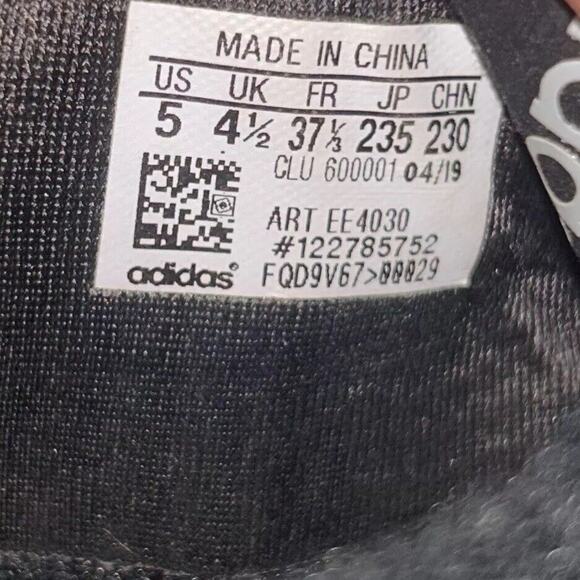 MADE IN CHINA
US UK FR JP CHN
5 4½ 37⅓ 235 230
CLU 600001 04/19
ART EE4030
#122785752
adidas® FQD9V67>00029